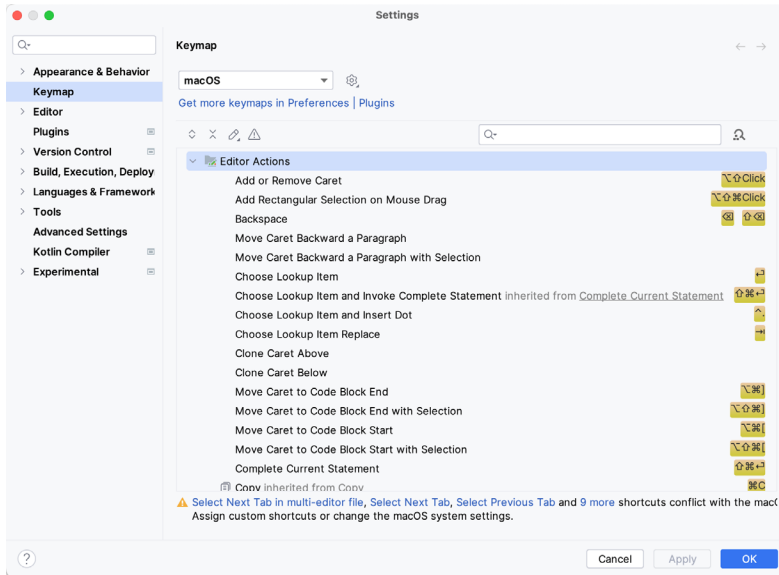 Settings
Keymap
Appearance & Behavior
Keymap
Editor
Plugins
Version Control
Build, Execution, Deploy
Languages & Framework
Tools
Advanced Settings
Kotlin Compiler
Experimental
macOS
Get more keymaps in Preferences | Plugins
Editor Actions
Add or Remove Caret ⌥⇧Click
Add Rectangular Selection on Mouse Drag ⌥⇧⌘Click
Backspace ⌫ ⇧⌫
Move Caret Backward a Paragraph
Move Caret Backward a Paragraph with Selection
Choose Lookup Item ⏎
Choose Lookup Item and Invoke Complete Statement inherited from Complete Current Statement ⇧⌘⏎
Choose Lookup Item and Insert Dot ^.
Choose Lookup Item Replace ⇥
Clone Caret Above
Clone Caret Below
Move Caret to Code Block End ⌥⌘]
Move Caret to Code Block End with Selection ⌥⇧⌘]
Move Caret to Code Block Start ⌥⌘[
Move Caret to Code Block Start with Selection ⌥⇧⌘[
Complete Current Statement ⇧⌘⏎
Copy inherited from Copy ⌘C
Select Next Tab in multi-editor file, Select Next Tab, Select Previous Tab and 9 more shortcuts conflict with the mac
Assign custom shortcuts or change the macOS system settings.
? Cancel Apply OK